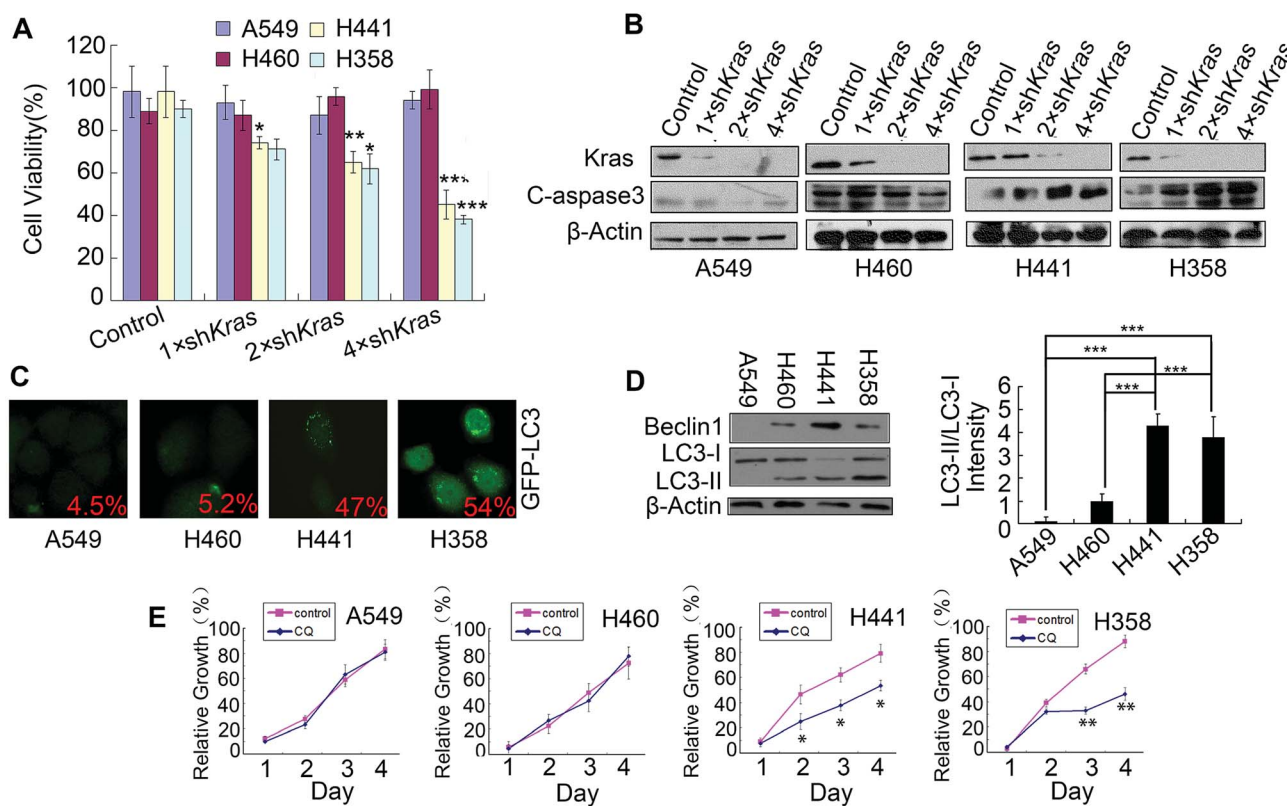 A
A549
H441
H460
H358
Cell Viability(%)
120
100
80
60
40
20
0
*
** *
***
***
Control
1×shKras
2×shKras
4×shKras
B
Control
1×shKras
2×shKras
4×shKras
Control
1×shKras
2×shKras
4×shKras
Control
1×shKras
2×shKras
4×shKras
Control
1×shKras
2×shKras
4×shKras
Kras
C-aspase3
β-Actin
A549 H460 H441 H358
C
4.5% 5.2% 47% 54%
GFP-LC3
A549 H460 H441 H358
D
A549 H460 H441 H358
Beclin1
LC3-I
LC3-II
β-Actin
LC3-II/LC3-I
Intensity
6
5
4
3
2
1
0
***
***
***
***
A549 H460 H441 H358
E
Relative Growth (%)
control
CQ
A549
100
80
60
40
20
0
1 2 3 4
Day
Relative Growth (%)
control
CQ
H460
100
80
60
40
20
0
1 2 3 4
Day
Relative Growth (%)
control
CQ
H441
100
80
60
40
20
0
* * *
1 2 3 4
Day
Relative Growth (%)
control
CQ
H358
100
80
60
40
20
0
** **
1 2 3 4
Day